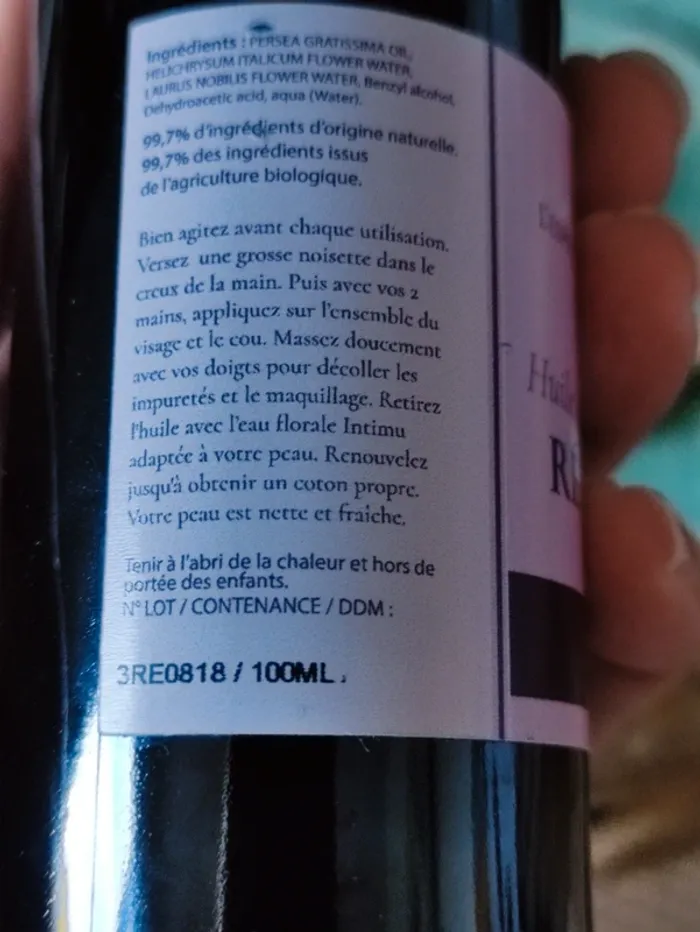 Ingrédients : PERSEA GRATISSIMA OIL,
HELICHRYSUM ITALICUM FLOWER WATER,
LAURUS NOBILIS FLOWER WATER, Benzyl alcohol,
Dehydroacetic acid, aqua (Water).
99,7% d'ingrédients d'origine naturelle.
99,7% des ingrédients issus
de l'agriculture biologique.
Bien agitez avant chaque utilisation.
Versez une grosse noisette dans le
creux de la main. Puis avec vos 2
mains, appliquez sur l'ensemble du
visage et le cou. Massez doucement
avec vos doigts pour décoller les
impuretés et le maquillage. Retirez
l'huile avec l'eau florale Intimu
adaptée à votre peau. Renouvelez
jusqu'à obtenir un coton propre.
Votre peau est nette et fraîche.
Tenir à l'abri de la chaleur et hors de
portée des enfants.
N° LOT / CONTENANCE / DDM :
3RE0818 / 100ML.
Huile